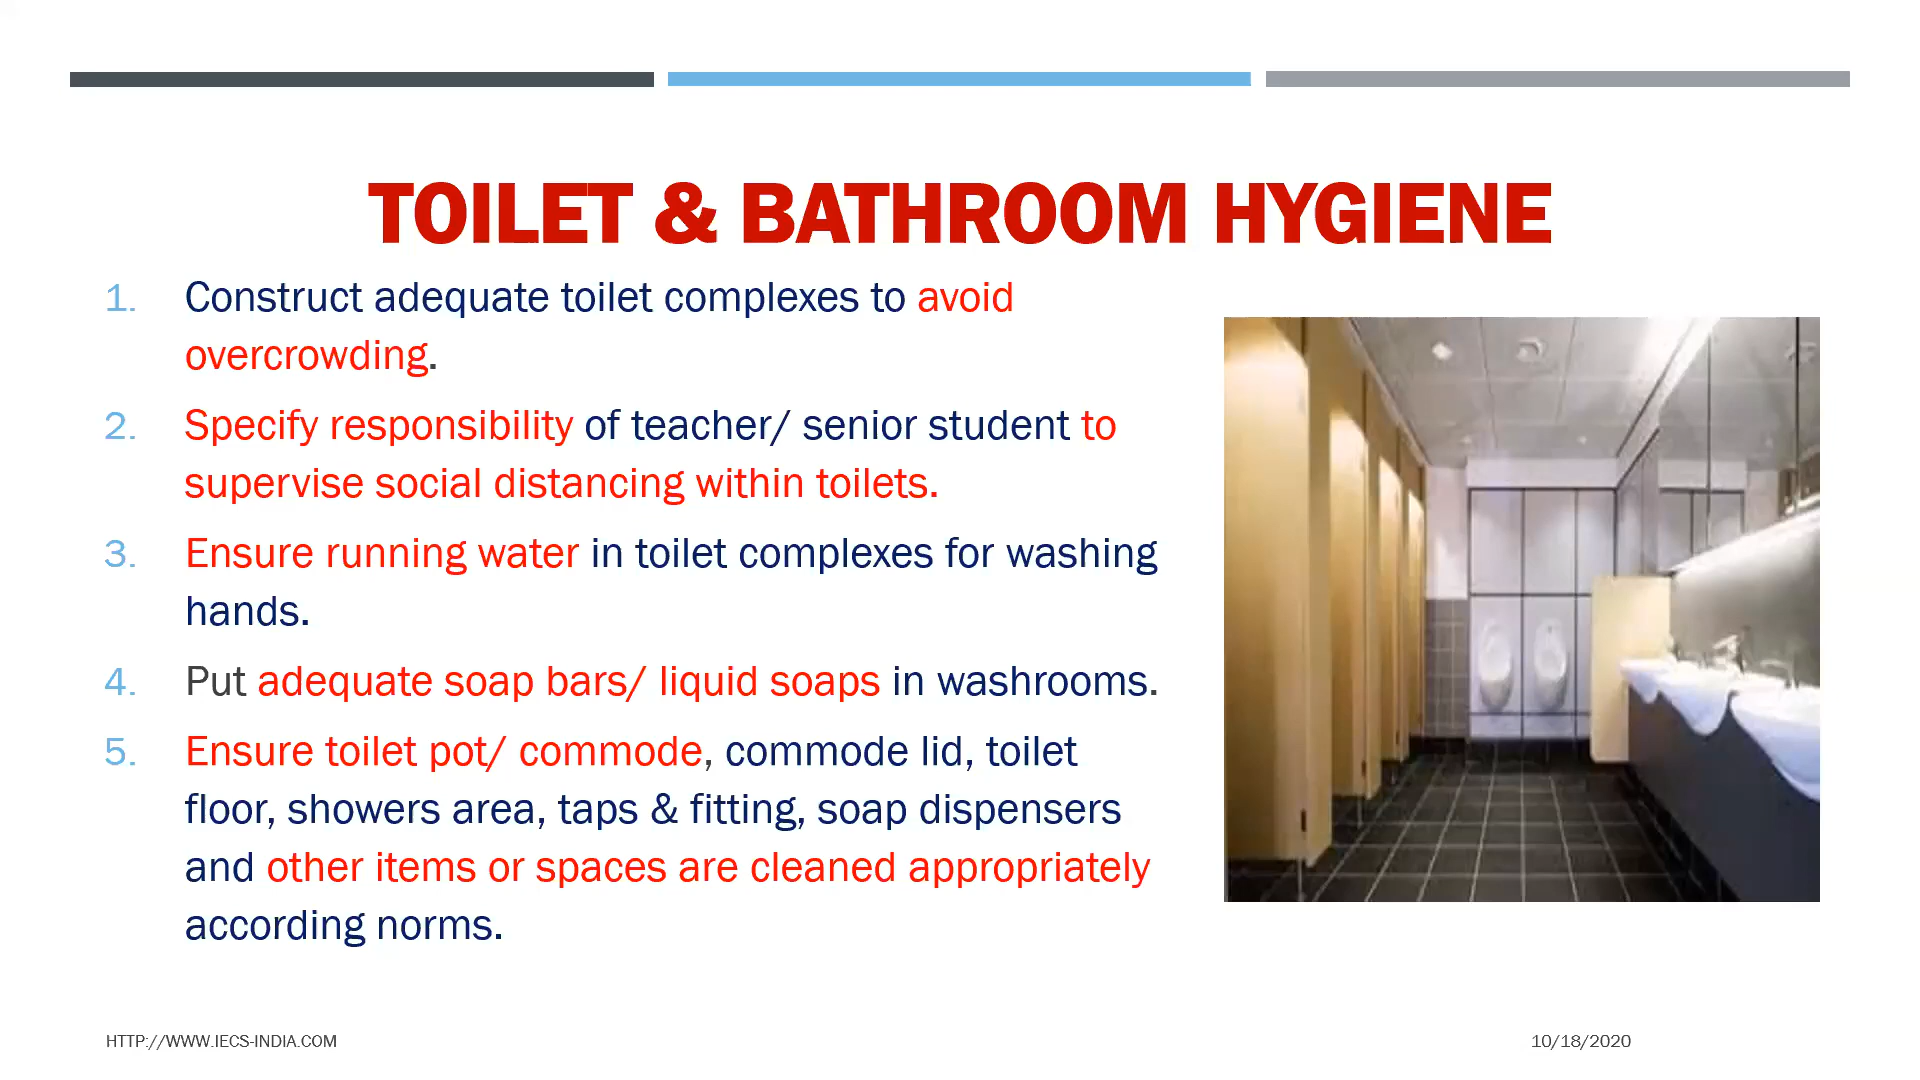 TOILET & BATHROOM HYGIENE
1. Construct adequate toilet complexes to avoid
overcrowding.
2. Specify responsibility of teacher/ senior student to
supervise social distancing within toilets.
3. Ensure running water in toilet complexes for washing
hands.
4. Put adequate soap bars/ liquid soaps in washrooms.
5. Ensure toilet pot/ commode, commode lid, toilet
floor, showers area, taps & fitting, soap dispensers
and other items or spaces are cleaned appropriately
according norms.
HTTP://WWW.IECS-INDIA.COM
10/18/2020